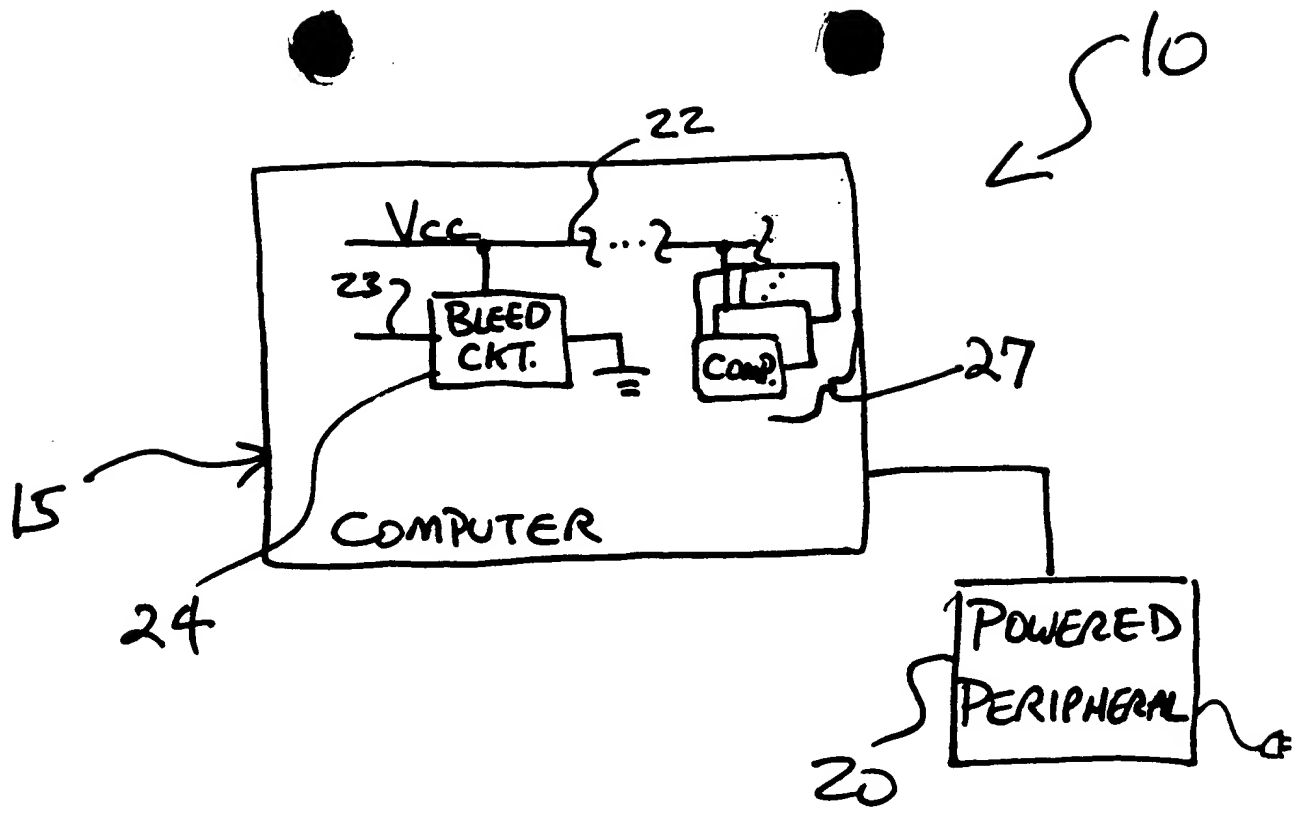 10
22
Vcc
...
23
BLEED
CKT.
COMP.
27
15
COMPUTER
24
POWERED
PERIPHERAL
20